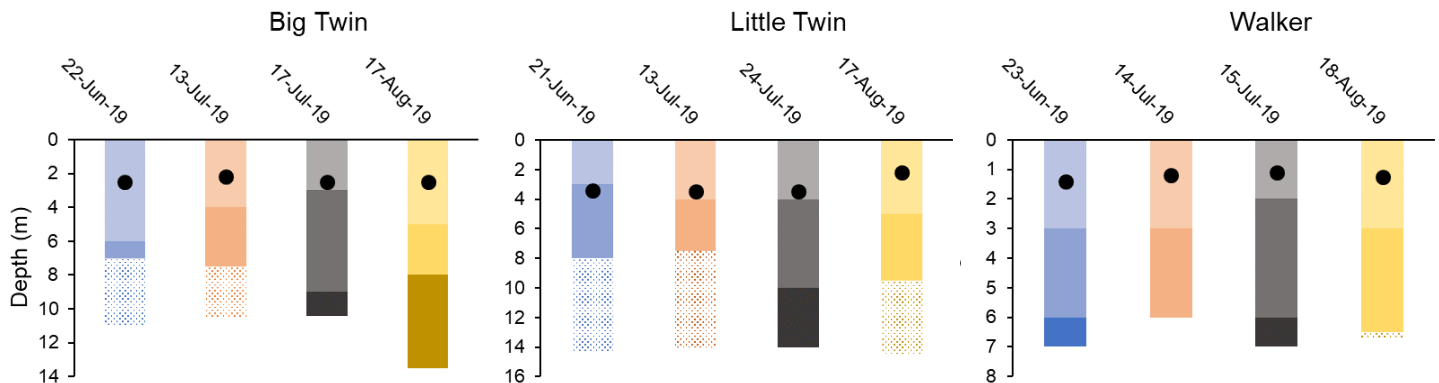 Big Twin
Little Twin
Walker
22-Jun-19
13-Jul-19
17-Jul-19
17-Aug-19
21-Jun-19
13-Jul-19
24-Jul-19
17-Aug-19
23-Jun-19
14-Jul-19
15-Jul-19
18-Aug-19
Depth (m)
0
2
4
6
8
10
12
14
0
2
4
6
8
10
12
14
16
0
1
2
3
4
5
6
7
8